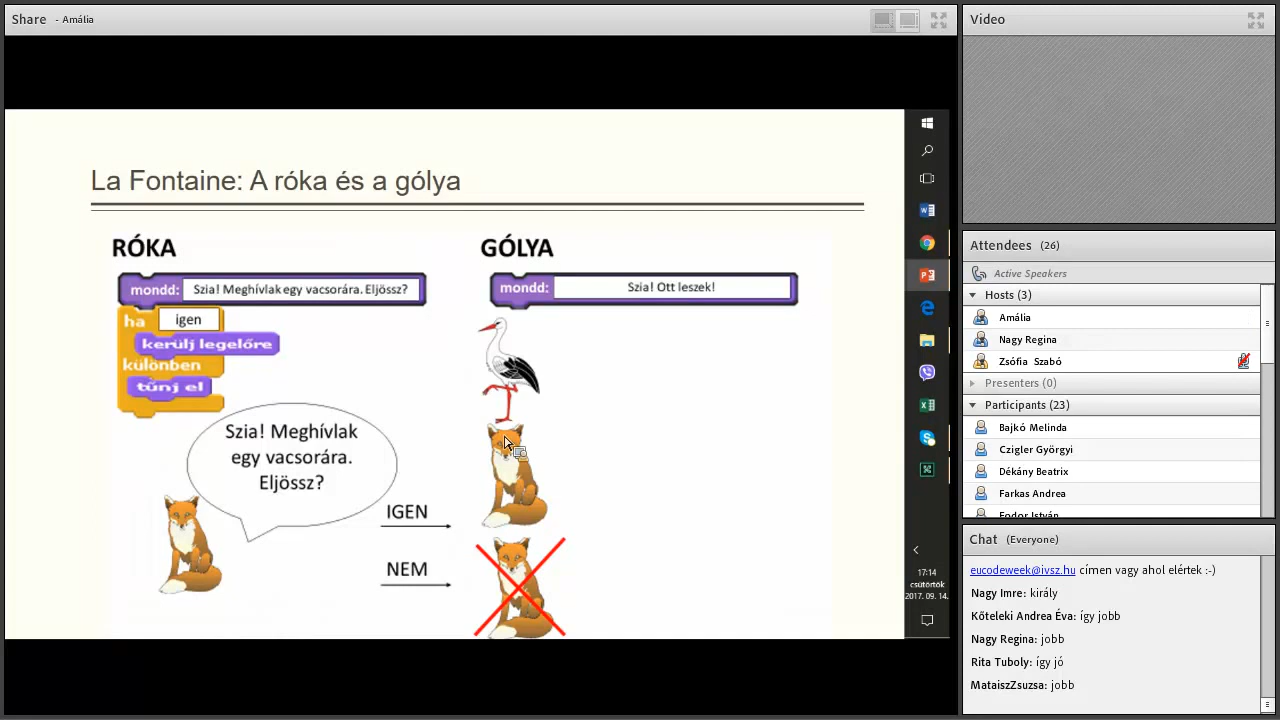 Share - Amália
La Fontaine: A róka és a gólya
RÓKA
mondd: Szia! Meghívlak egy vacsorára. Eljössz?
ha igen
kerülj legelőre
különben
tűnj el
Szia! Meghívlak
egy vacsorára.
Eljössz?
IGEN
NEM
GÓLYA
mondd: Szia! Ott leszek!
17:14
csütörtök
2017. 09. 14.
Video
Attendees (26)
Active Speakers
Hosts (3)
Amália
Nagy Regina
Zsófia Szabó
Presenters (0)
Participants (23)
Bajkó Melinda
Czigler Györgyi
Dékány Beatrix
Farkas Andrea
Fodor István
Chat (Everyone)
eucodeweek@ivsz.hu címen vagy ahol elértek :-)
Nagy Imre: király
Kőteleki Andrea Éva: így jobb
Nagy Regina: jobb
Rita Tuboly: így jó
MataiszZsuzsa: jobb